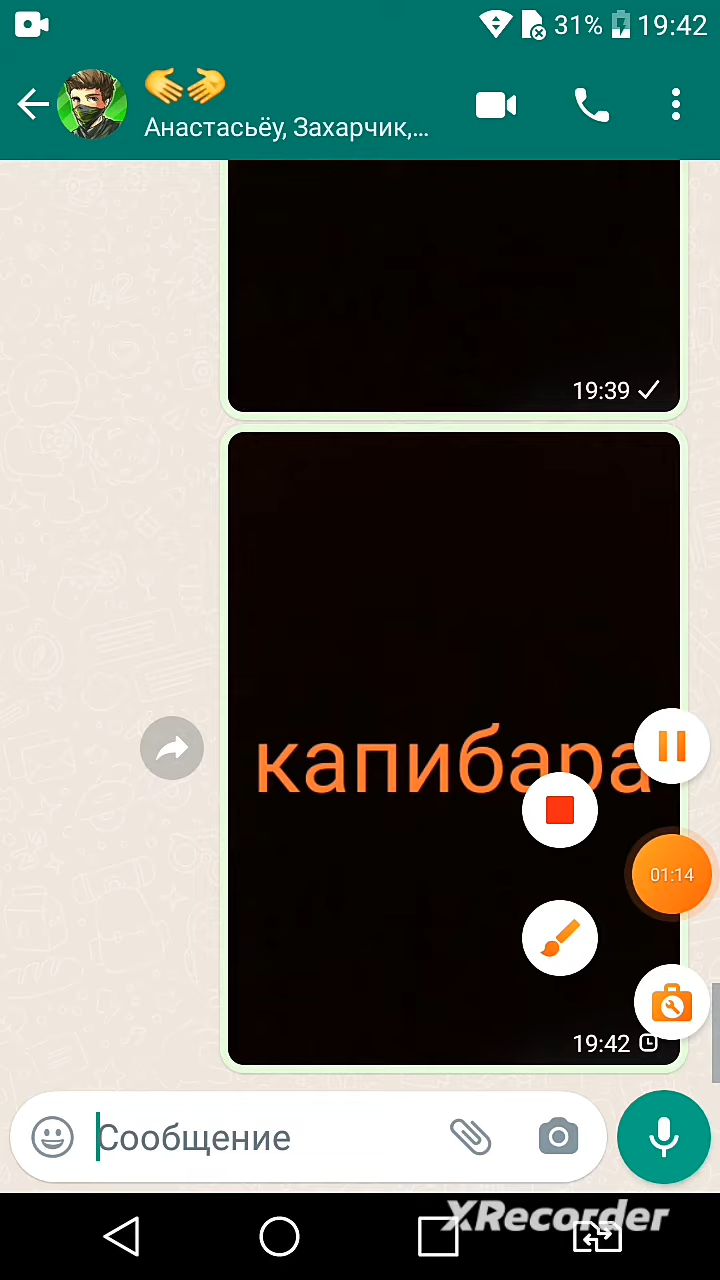 31% 19:42
Анастасьёу, Захарчик,...
19:39
капибара
01:14
19:42
Сообщение
XRecorder